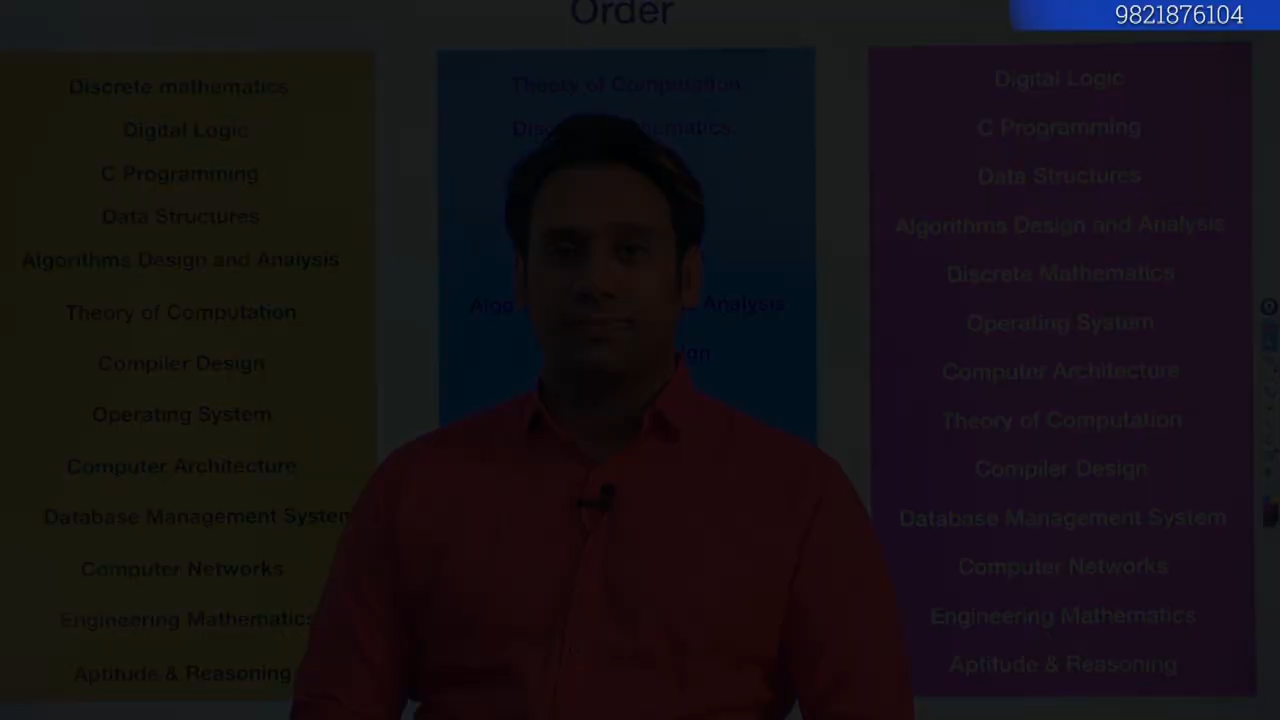 Order
9821876104
Discrete mathematics
Digital Logic
C Programming
Data Structures
Algorithms Design and Analysis
Theory of Computation
Compiler Design
Operating System
Computer Architecture
Database Management System
Computer Networks
Engineering Mathematics
Aptitude & Reasoning
Theory of Computation
Analysis
Digital Logic
C Programming
Data Structures
Algorithms Design and Analysis
Discrete Mathematics
Operating System
Computer Architecture
Theory of Computation
Compiler Design
Database Management System
Computer Networks
Engineering Mathematics
Aptitude & Reasoning